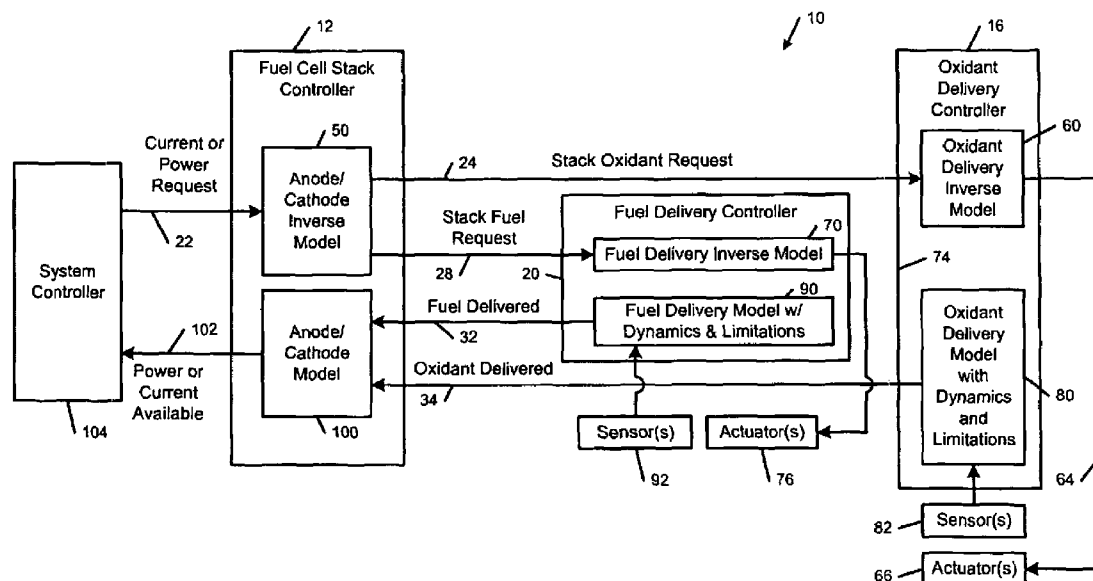 10
12
16
Fuel Cell Stack
Controller
Oxidant
Delivery
Controller
Current or
Power
Request
50
60
24
Stack Oxidant Request
Anode/
Cathode
Inverse
Model
Oxidant
Delivery
Inverse
Model
22
Stack Fuel
Request
28
Fuel Delivery Controller
70
Fuel Delivery Inverse Model
20
74
System
Controller
90
Fuel Delivered
32
Fuel Delivery Model w/
Dynamics & Limitations
102
Power or
Current
Available
Anode/
Cathode
Model
Oxidant Delivered
34
Oxidant
Delivery
Model
with
Dynamics
and
Limitations
80
104
100
Sensor(s)
92
Actuator(s)
76
64
82
Sensor(s)
66
Actuator(s)